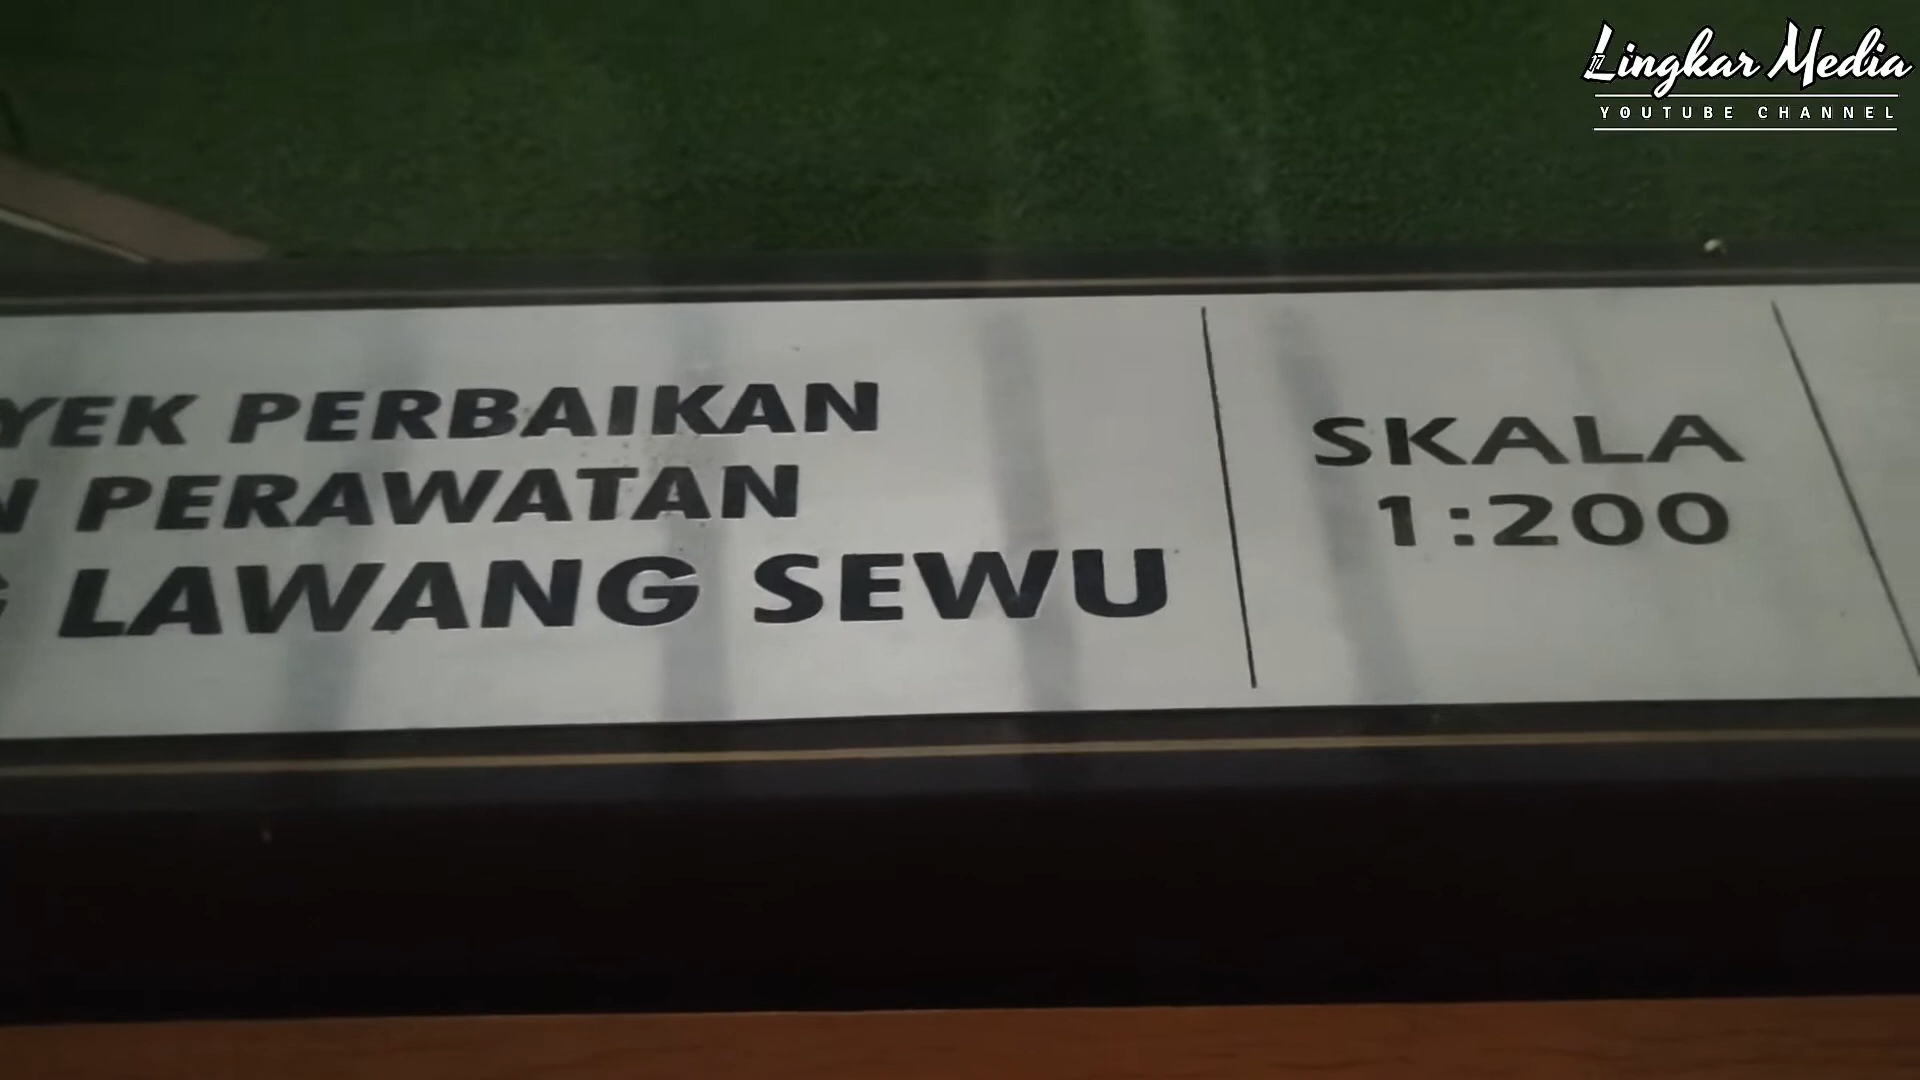 Lingkar Media
YOUTUBE CHANNEL
YEK PERBAIKAN
N PERAWATAN
G LAWANG SEWU
SKALA
1:200